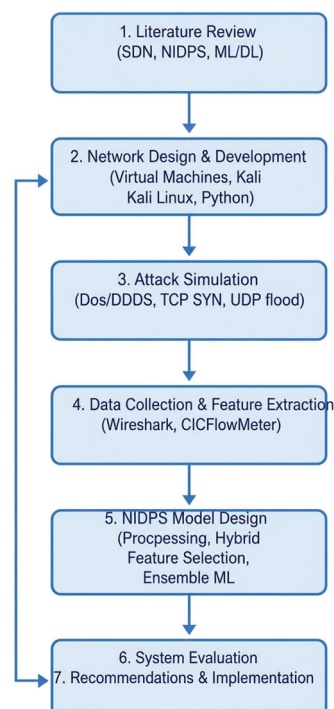 1. Literature Review
(SDN, NIDPS, ML/DL)
2. Network Design & Development
(Virtual Machines, Kali
Kali Linux, Python)
3. Attack Simulation
(Dos/DDDS, TCP SYN, UDP flood)
4. Data Collection & Feature Extraction
(Wireshark, CICFlowMeter)
5. NIDPS Model Design
(Procpessing, Hybrid
Feature Selection,
Ensemble ML
6. System Evaluation
7. Recommendations & Implementation